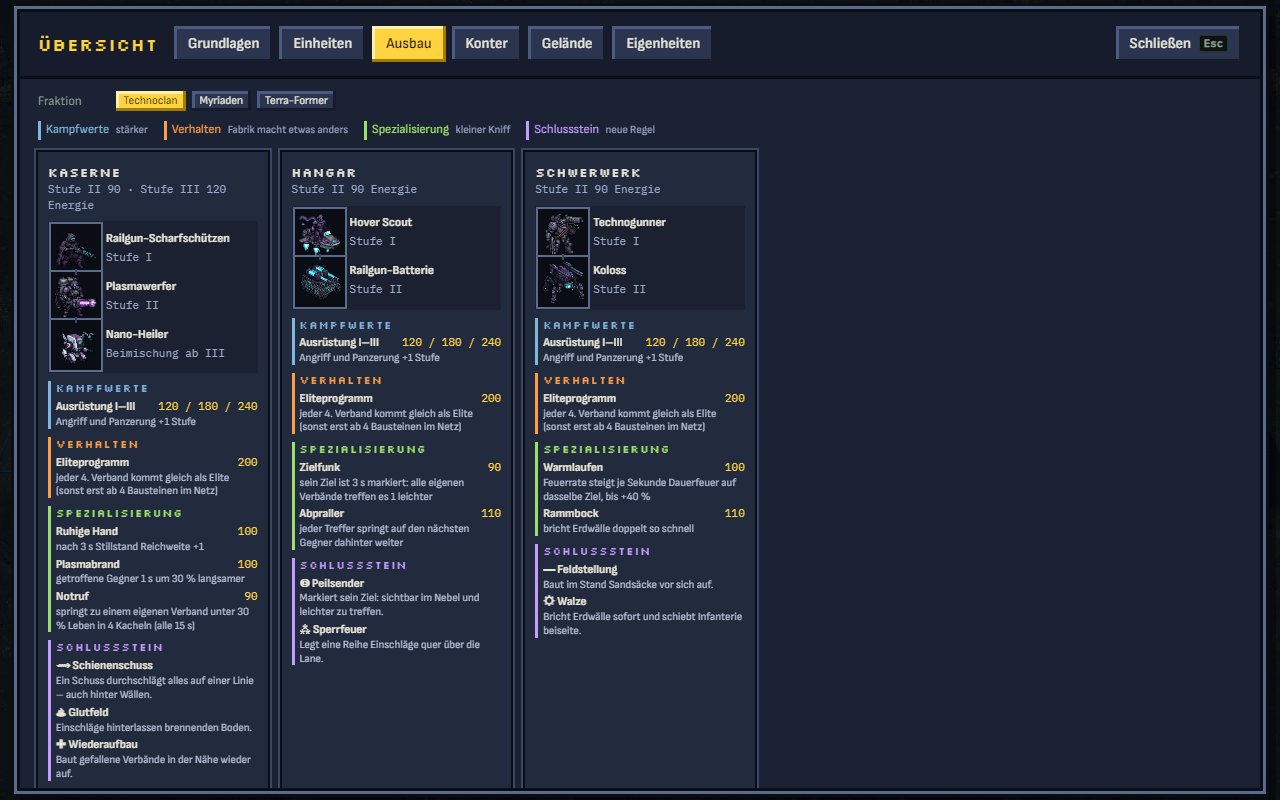 ÜBERSICHT Grundlagen Einheiten Ausbau Konter Gelände Eigenheiten Schließen Esc
Fraktion Technoclan Myriaden Terra-Former
Kampfwerte stärker Verhalten Fabrik macht etwas anders Spezialisierung kleiner Kniff Schlussstein neue Regel
KASERNE
Stufe II 90 · Stufe III 120
Energie
Railgun-Scharfschützen
Stufe I
Plasmawerfer
Stufe II
Nano-Heiler
Beimischung ab III
KAMPFWERTE
Ausrüstung I–III 120 / 180 / 240
Angriff und Panzerung +1 Stufe
VERHALTEN
Eliteprogramm 200
jeder 4. Verband kommt gleich als Elite
(sonst erst ab 4 Bausteinen im Netz)
SPEZIALISIERUNG
Ruhige Hand 100
nach 3 s Stillstand Reichweite +1
Plasmabrand 100
getroffene Gegner 1 s um 30 % langsamer
Notruf 90
springt zu einem eigenen Verband unter 30
% Leben in 4 Kacheln (alle 15 s)
SCHLUSSSTEIN
Schienenschuss
Ein Schuss durchschlägt alles auf einer Linie
– auch hinter Wällen.
Glutfeld
Einschläge hinterlassen brennenden Boden.
Wiederaufbau
Baut gefallene Verbände in der Nähe wieder
auf.
HANGAR
Stufe II 90 Energie
Hover Scout
Stufe I
Railgun-Batterie
Stufe II
KAMPFWERTE
Ausrüstung I–III 120 / 180 / 240
Angriff und Panzerung +1 Stufe
VERHALTEN
Eliteprogramm 200
jeder 4. Verband kommt gleich als Elite
(sonst erst ab 4 Bausteinen im Netz)
SPEZIALISIERUNG
Zielfunk 90
sein Ziel ist 3 s markiert: alle eigenen
Verbände treffen es 1 leichter
Abpraller 110
jeder Treffer springt auf den nächsten
Gegner dahinter weiter
SCHLUSSSTEIN
Peilsender
Markiert sein Ziel: sichtbar im Nebel und
leichter zu treffen.
Sperrfeuer
Legt eine Reihe Einschläge quer über die
Lane.
SCHWERWERK
Stufe II 90 Energie
Technogunner
Stufe I
Koloss
Stufe II
KAMPFWERTE
Ausrüstung I–III 120 / 180 / 240
Angriff und Panzerung +1 Stufe
VERHALTEN
Eliteprogramm 200
jeder 4. Verband kommt gleich als Elite
(sonst erst ab 4 Bausteinen im Netz)
SPEZIALISIERUNG
Warmlaufen 100
Feuerrate steigt je Sekunde Dauerfeuer auf
dasselbe Ziel, bis +40 %
Rammbock 110
bricht Erdwälle doppelt so schnell
SCHLUSSSTEIN
Feldstellung
Baut im Stand Sandsäcke vor sich auf.
Walze
Bricht Erdwälle sofort und schiebt Infanterie
beiseite.